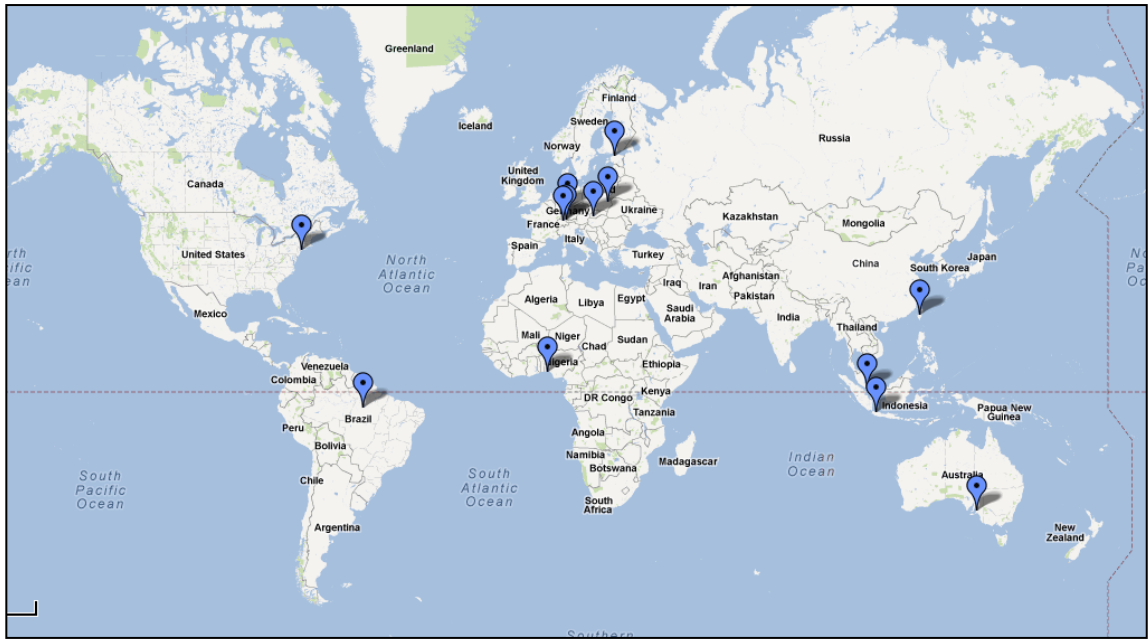 Greenland
Iceland
Finland
Sweden
Norway
Russia
United
Kingdom
Canada
Germany
Ukraine
France
Kazakhstan
Mongolia
Italy
Spain
United States
North
Atlantic
Ocean
Turkey
Japan
South Korea
China
Afghanistan
Iraq
Iran
Pakistan
Algeria
Libya
Egypt
Saudi
Arabia
India
Mexico
Thailand
Mali
Niger
Chad
Sudan
Nigeria
Ethiopia
Venezuela
Colombia
Kenya
DR Congo
Tanzania
Indonesia
Papua New
Guinea
Brazil
Peru
Angola
Bolivia
Namibia
Botswana
Madagascar
Indian
Ocean
South
Pacific
Ocean
Chile
South
Atlantic
Ocean
Australia
South
Africa
Argentina
New
Zealand
Southern